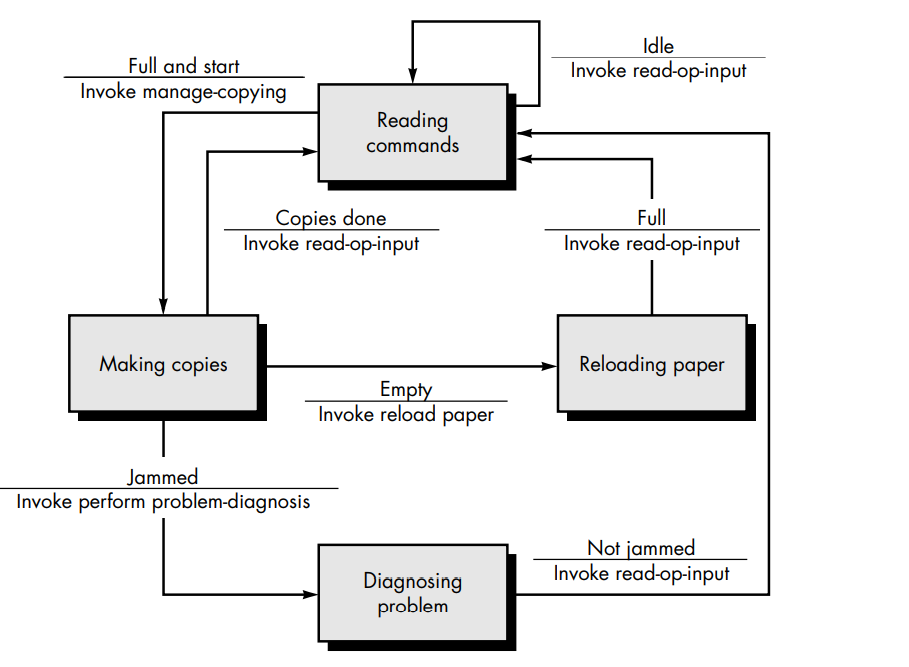 Idle
Invoke read-op-input
Full and start
Invoke manage-copying
Reading
commands
Copies done
Invoke read-op-input
Full
Invoke read-op-input
Making copies
Reloading paper
Empty
Invoke reload paper
Jammed
Invoke perform problem-diagnosis
Not jammed
Invoke read-op-input
Diagnosing
problem